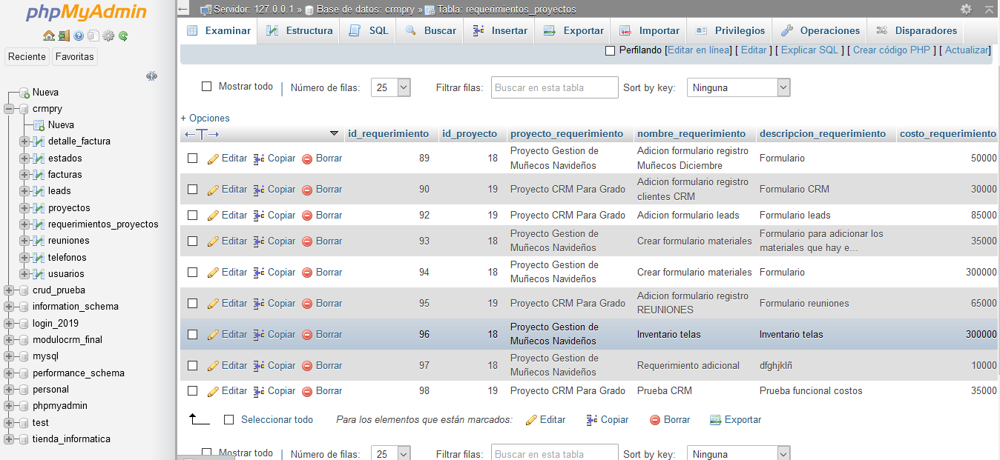 phpMyAdmin
Reciente Favoritas
Nueva
crmpry
Nueva
detalle_factura
estados
facturas
leads
proyectos
requerimientos_proyectos
reuniones
telefonos
usuarios
crud_prueba
information_schema
login_2019
modulocrm_final
mysql
performance_schema
personal
phpmyadmin
test
tienda_informatica
Servidor: 127.0.0.1 » Base de datos: crmpry » Tabla: requerimientos_proyectos
Examinar Estructura SQL Buscar Insertar Exportar Importar Privilegios Operaciones Disparadores
Perfilando [Editar en línea] [ Editar ] [ Explicar SQL ] [ Crear código PHP ] [ Actualizar]
Mostrar todo | Número de filas: 25 Filtrar filas: Buscar en esta tabla Sort by key: Ninguna
+ Opciones
←T→ id_requerimiento id_proyecto proyecto_requerimiento nombre_requerimiento descripcion_requerimiento costo_requerimiento
Editar Copiar Borrar 89 18 Proyecto Gestion de Muñecos Navideños Adicion formulario registro Muñecos Diciembre Formulario 50000
Editar Copiar Borrar 90 19 Proyecto CRM Para Grado Adicion formulario registro clientes CRM Formulario CRM 30000
Editar Copiar Borrar 92 19 Proyecto CRM Para Grado Adicion formulario leads Formulario leads 85000
Editar Copiar Borrar 93 18 Proyecto Gestion de Muñecos Navideños Crear formulario materiales Formulario para adicionar los materiales que hay e... 35000
Editar Copiar Borrar 94 18 Proyecto Gestion de Muñecos Navideños Crear formulario materiales Formulario 300000
Editar Copiar Borrar 95 19 Proyecto CRM Para Grado Adicion formulario registro REUNIONES Formulario reuniones 65000
Editar Copiar Borrar 96 18 Proyecto Gestion de Muñecos Navideños Inventario telas Inventario telas 300000
Editar Copiar Borrar 97 18 Proyecto Gestion de Muñecos Navideños Requerimiento adicional dfghjklñ 10000
Editar Copiar Borrar 98 19 Proyecto CRM Para Grado Prueba CRM Prueba funcional costos 35000
Seleccionar todo Para los elementos que están marcados: Editar Copiar Borrar Exportar
Mostrar todo | Número de filas: 25 Filtrar filas: Buscar en esta tabla Sort by key: Ninguna